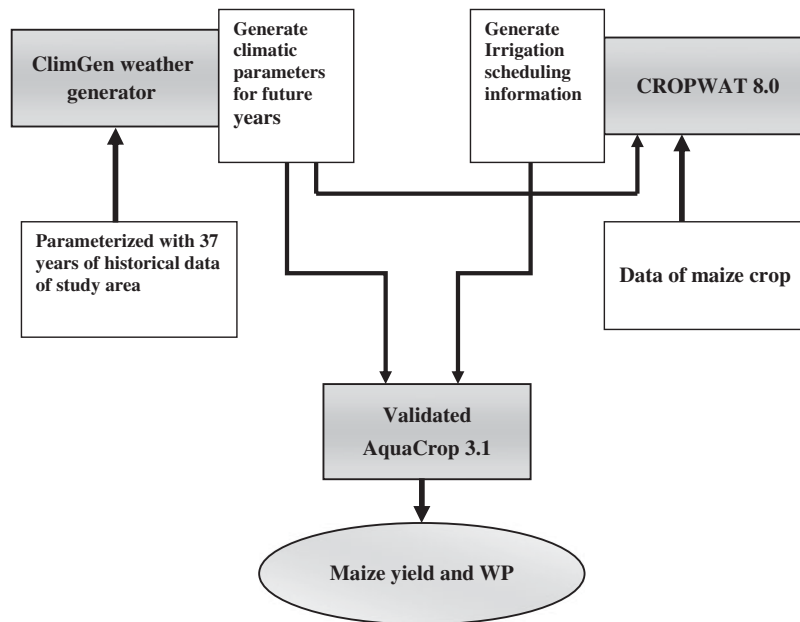 ClimGen weather
generator
Generate
climatic
parameters
for future
years
Generate
Irrigation
scheduling
information
CROPWAT 8.0
Parameterized with 37
years of historical data
of study area
Data of maize crop
Validated
AquaCrop 3.1
Maize yield and WP